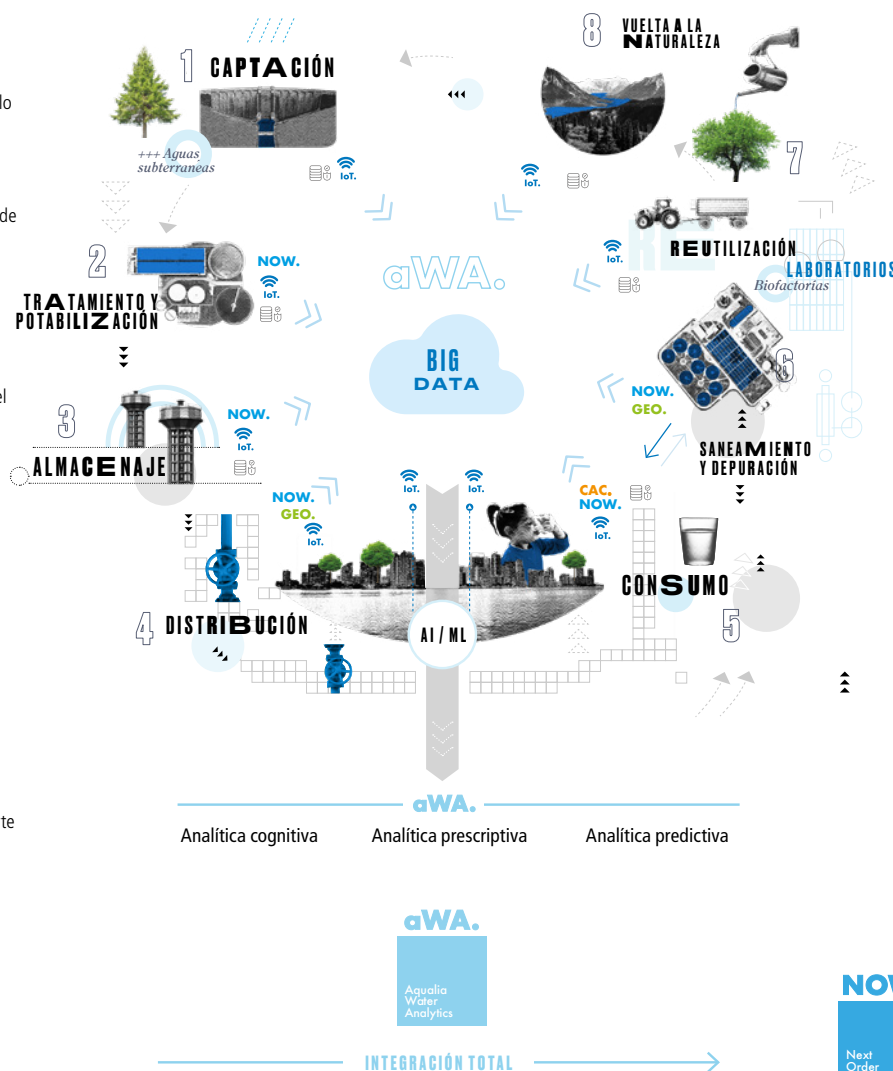 lo
de
el
te
1
CAPTACIÓN
+++ Aguas
subterraneas
IoT.
8
VUELTA A LA
NATURALEZA
IoT.
7
REUTILIZACIÓN
RE
IoT.
LABORATORIOS
Biofactorías
2
TRATAMIENTO Y
POTABILIZACIÓN
NOW.
IoT.
aWA.
BIG
DATA
6
NOW.
GEO.
SANEAMIENTO
Y DEPURACIÓN
3
ALMACENAJE
NOW.
IoT.
NOW.
GEO.
IoT.
IoT.
IoT.
CAC.
NOW.
IoT.
CONSUMO
5
4
DISTRIBUCIÓN
AI / ML
aWA.
Analítica cognitiva
Analítica prescriptiva
Analítica predictiva
aWA.
Aqualia
Water
Analytics
INTEGRACIÓN TOTAL
NOW
Next
Order